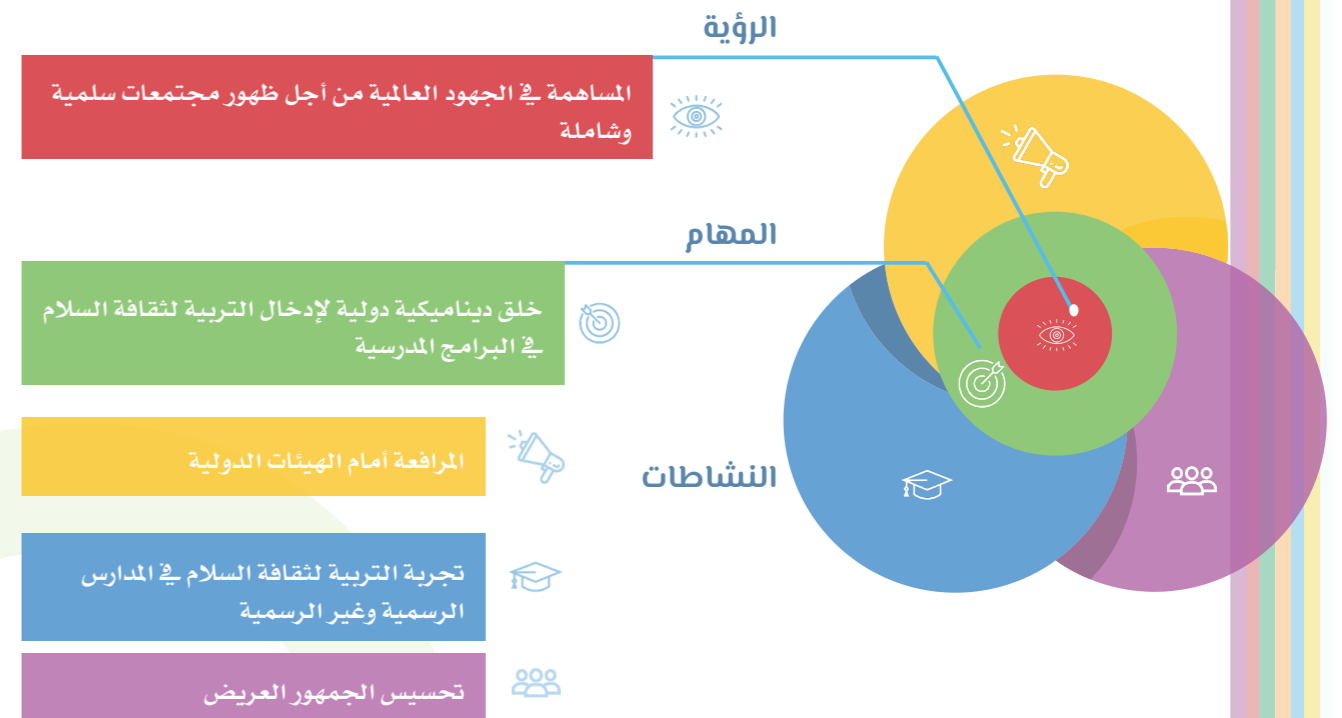 الرؤية
المساهمة في الجهود العالمية من أجل ظهور مجتمعات سلمية
وشاملة
المهام
خلق ديناميكية دولية لإدخال التربية لثقافة السلام
في البرامج المدرسية
النشاطات
المرافعة أمام الهيئات الدولية
تجربة التربية لثقافة السلام في المدارس
الرسمية وغير الرسمية
تحسيس الجمهور العريض